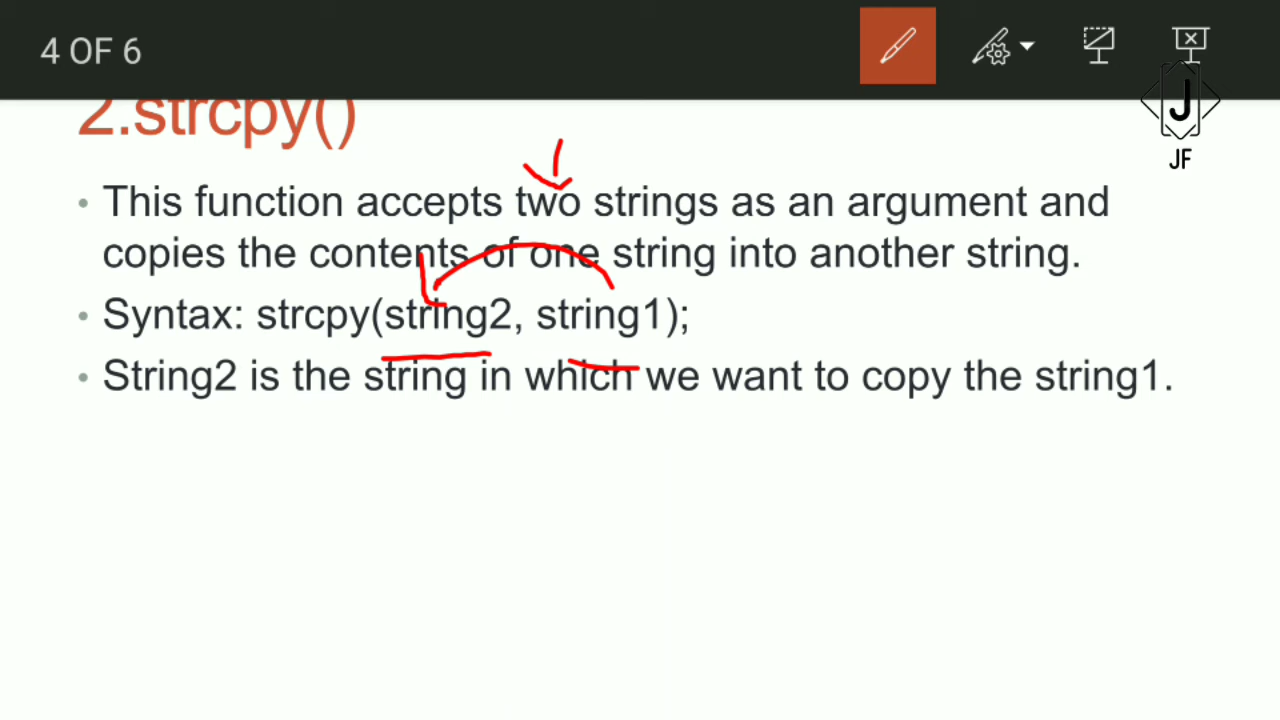 4 OF 6
J
JF
2.strcpy()
• This function accepts two strings as an argument and
copies the contents of one string into another string.
• Syntax: strcpy(string2, string1);
• String2 is the string in which we want to copy the string1.